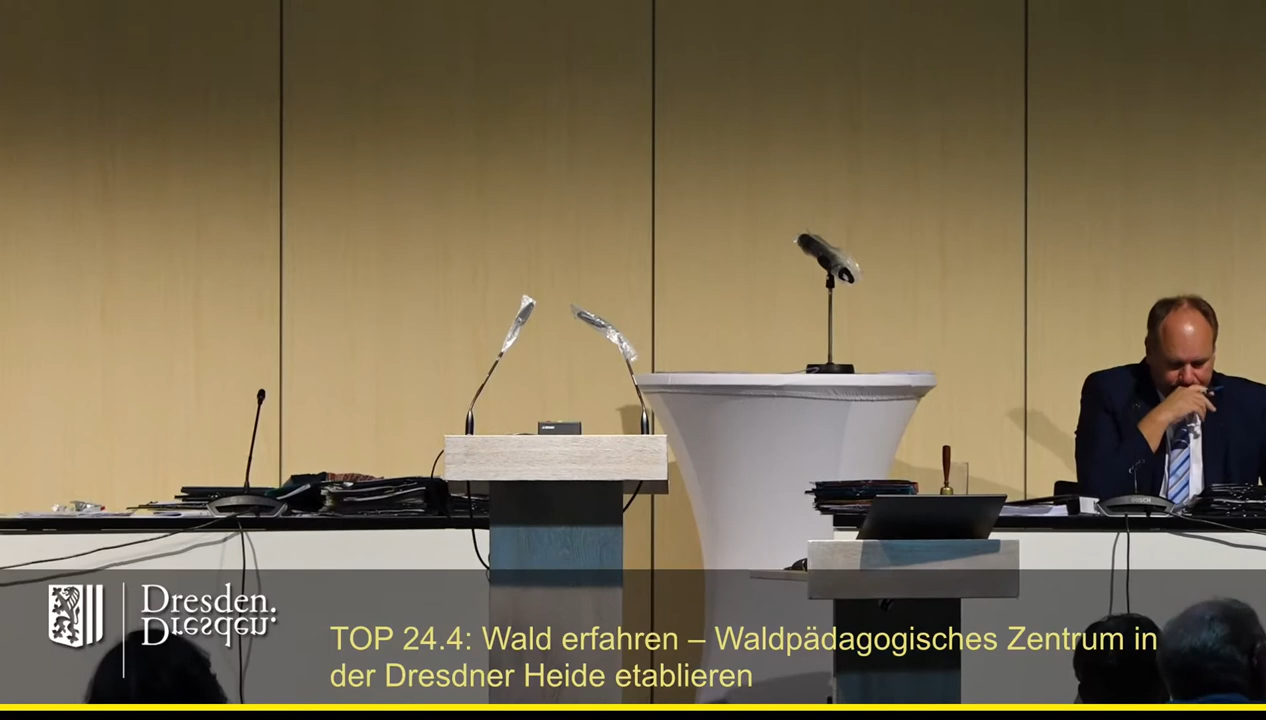 Dresden.
Dresden.
TOP 24.4: Wald erfahren – Waldpädagogisches Zentrum in
der Dresdner Heide etablieren